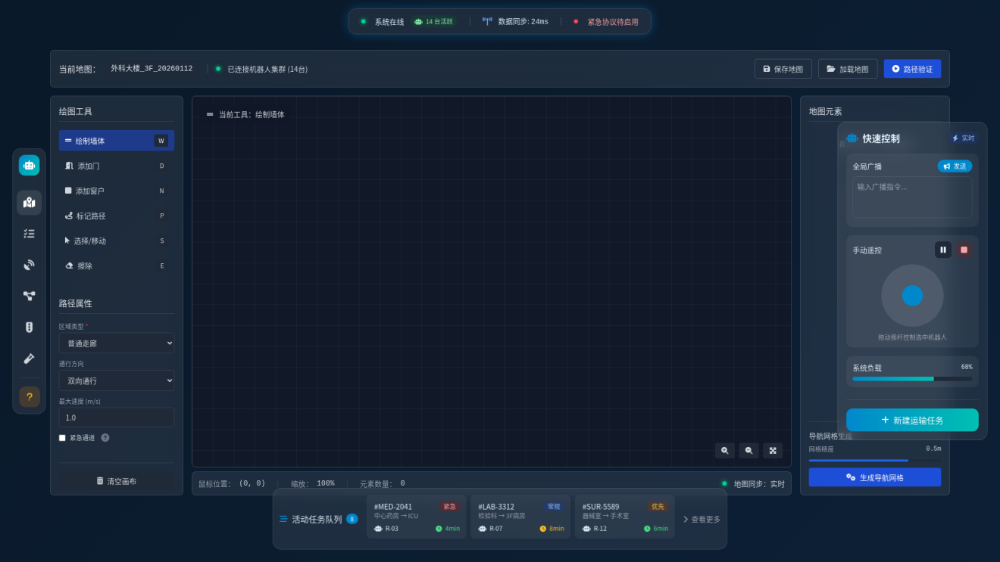 系统在线
14 台活跃
数据同步: 24ms
紧急协议待启用
当前地图:
外科大楼_3F_20260112
已连接机器人集群 (14台)
保存地图
加载地图
路径验证
绘图工具
绘制墙体
W
添加门
D
添加窗户
N
标记路径
P
选择/移动
S
擦除
E
路径属性
区域类型 *
普通走廊
通行方向
双向通行
最大速度 (m/s)
1.0
紧急通道
?
清空画布
?
当前工具: 绘制墙体
鼠标位置: (0, 0)
缩放: 100%
元素数量: 0
地图同步: 实时
地图元素
快速控制
实时
全局广播
发送
输入广播指令...
手动遥控
拖动摇杆控制选中机器人
系统负载
68%
新建运输任务
导航网格生成
网格精度
0.5m
生成导航网格
活动任务队列
8
#MED-2041
紧急
中心药房 → ICU
R-03
4min
#LAB-3312
常规
检验科 → 3F病房
R-07
8min
#SUR-5589
优先
器械室 → 手术室
R-12
6min
查看更多